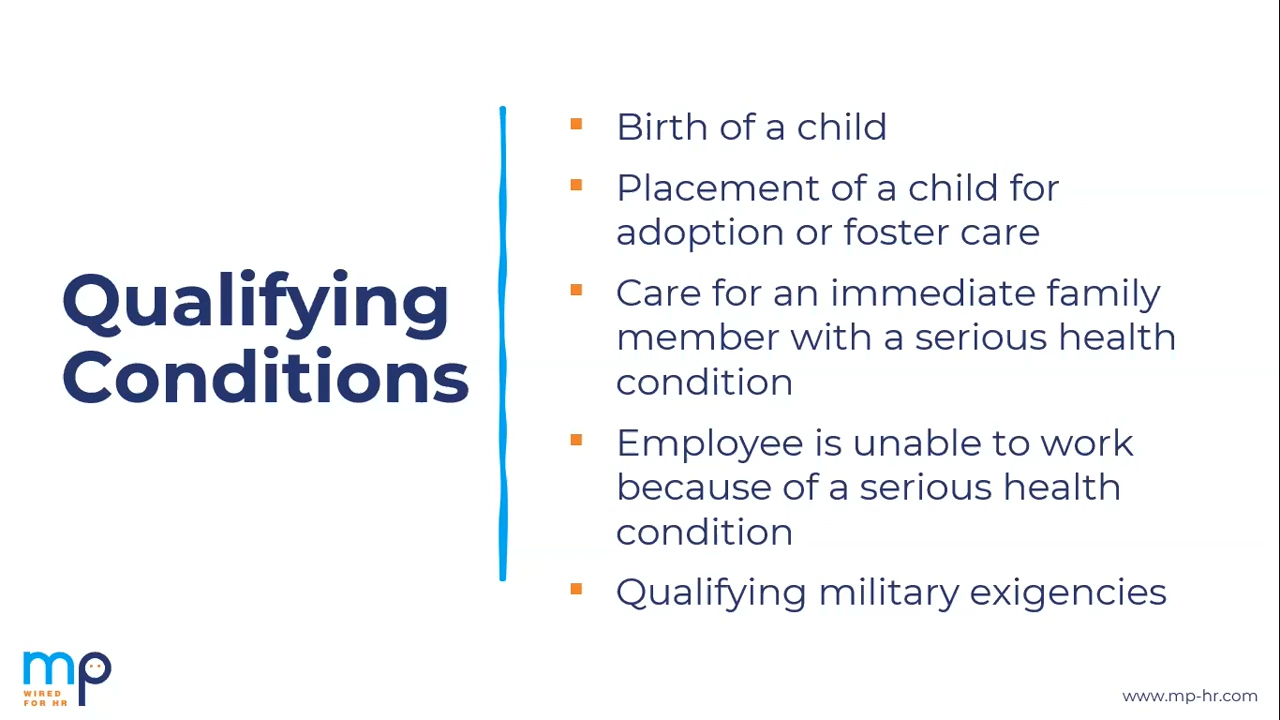 Qualifying
Conditions
Birth of a child
Placement of a child for
adoption or foster care
Care for an immediate family
member with a serious health
condition
Employee is unable to work
because of a serious health
condition
Qualifying military exigencies
mp
WIRED
FOR HR
www.mp-hr.com